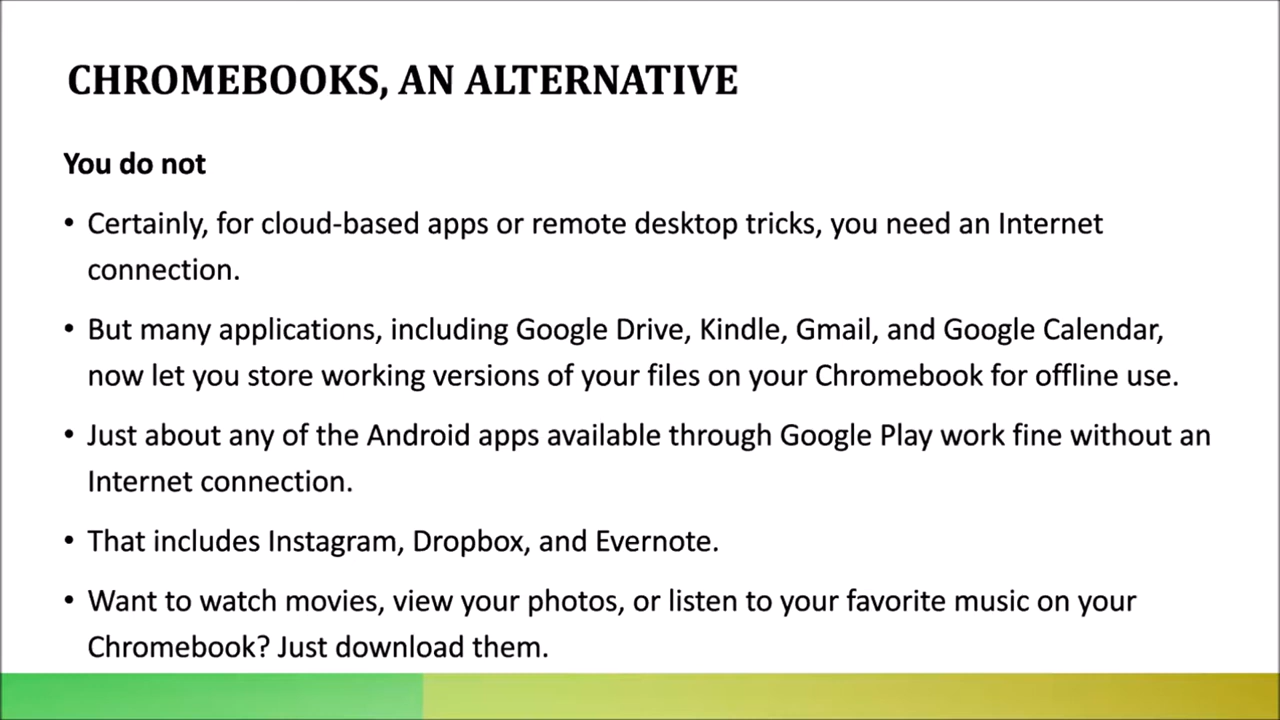 CHROMEBOOKS, AN ALTERNATIVE
You do not
• Certainly, for cloud-based apps or remote desktop tricks, you need an Internet
connection.
• But many applications, including Google Drive, Kindle, Gmail, and Google Calendar,
now let you store working versions of your files on your Chromebook for offline use.
• Just about any of the Android apps available through Google Play work fine without an
Internet connection.
• That includes Instagram, Dropbox, and Evernote.
• Want to watch movies, view your photos, or listen to your favorite music on your
Chromebook? Just download them.